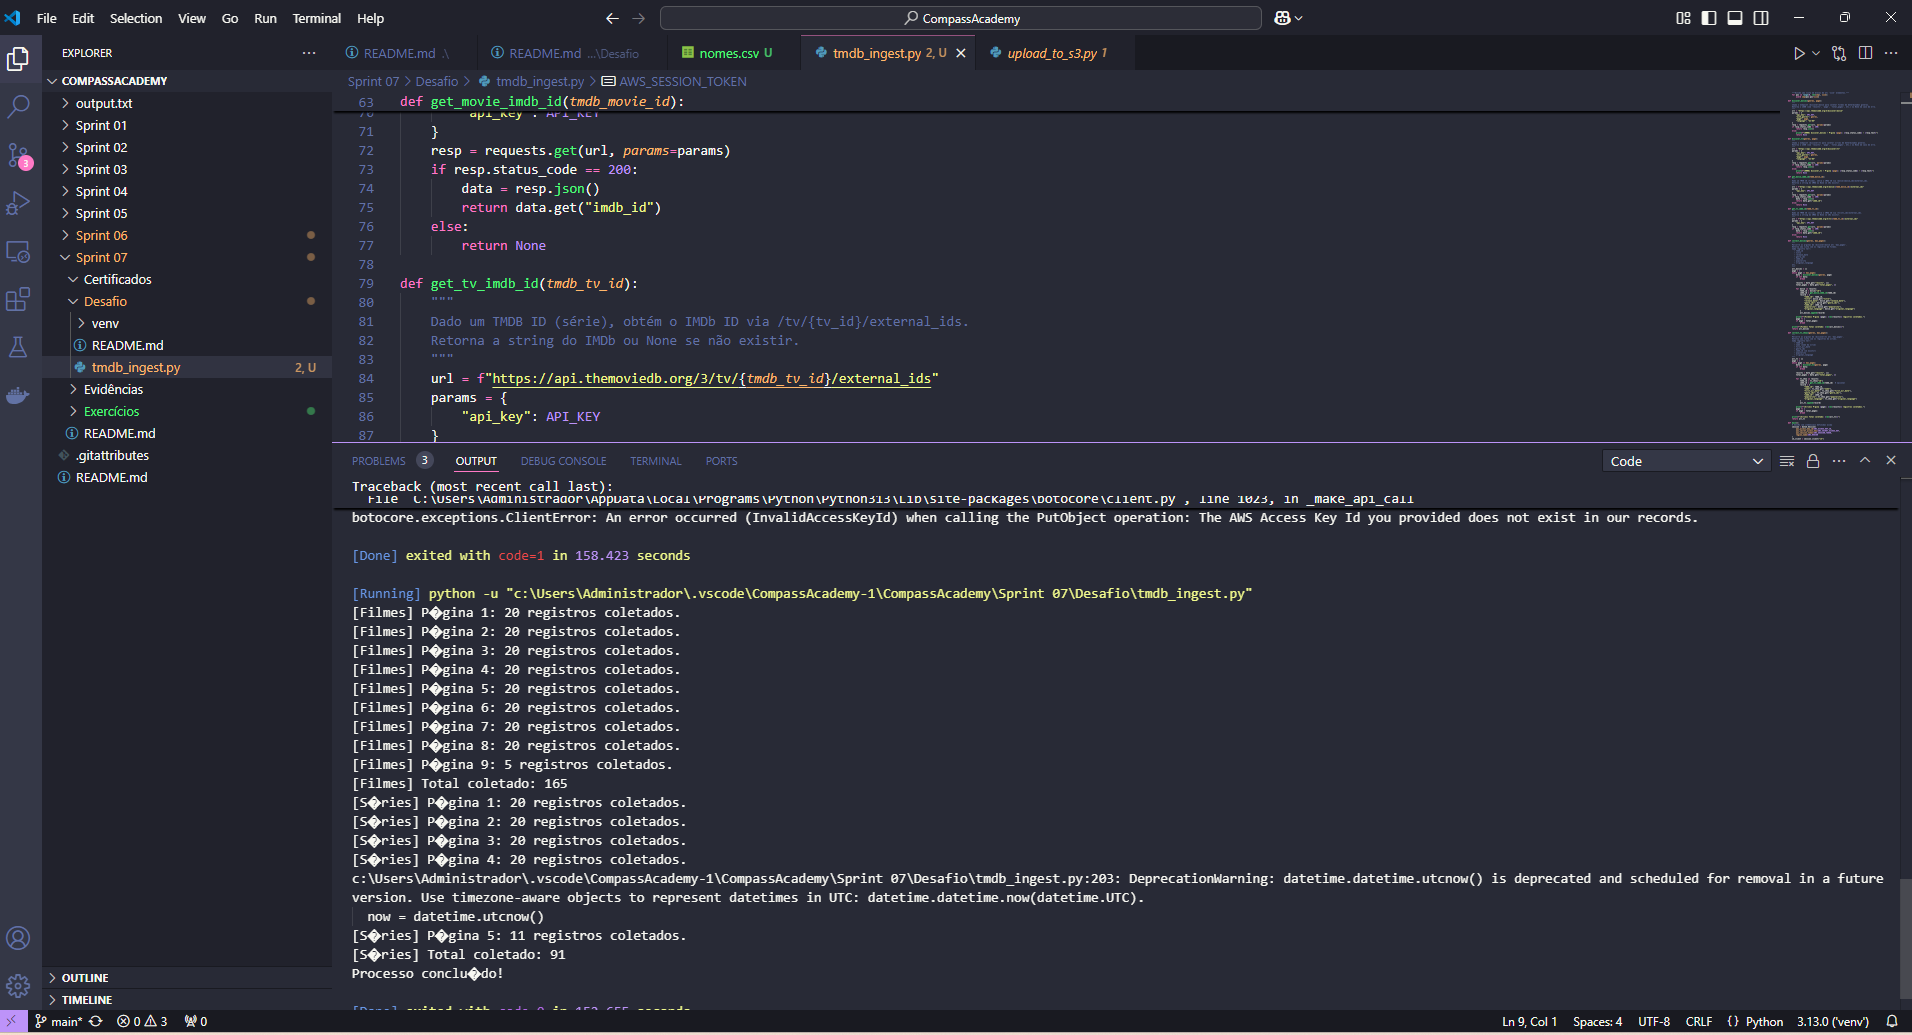 File Edit Selection View Go Run Terminal Help
CompassAcademy
EXPLORER
README.md .\
README.md ...\Desafio
nomes.csv U
tmdb_ingest.py 2, U
upload_to_s3.py 1
COMPASSACADEMY
output.txt
Sprint 01
Sprint 02
3
Sprint 03
Sprint 04
Sprint 05
Sprint 06
Sprint 07
Certificados
Desafio
venv
README.md
tmdb_ingest.py 2, U
Evidências
Exercícios
README.md
.gitattributes
README.md
OUTLINE
TIMELINE
Sprint 07 > Desafio > tmdb_ingest.py > AWS_SESSION_TOKEN
63 def get_movie_imdb_id(tmdb_movie_id):
70 "api_key": API_KEY
71 }
72 resp = requests.get(url, params=params)
73 if resp.status_code == 200:
74 data = resp.json()
75 return data.get("imdb_id")
76 else:
77 return None
78
79 def get_tv_imdb_id(tmdb_tv_id):
80 """
81 Dado um TMDB ID (série), obtém o IMDb ID via /tv/{tv_id}/external_ids.
82 Retorna a string do IMDb ou None se não existir.
83 """
84 url = f"https://api.themoviedb.org/3/tv/{tmdb_tv_id}/external_ids"
85 params = {
86 "api_key": API_KEY
87 }
PROBLEMS 3 OUTPUT DEBUG CONSOLE TERMINAL PORTS
Code
Traceback (most recent call last):
File "C:\Users\Administrador\AppData\Local\Programs\Python\Python313\Lib\site-packages\botocore\client.py", line 1023, in _make_api_call
botocore.exceptions.ClientError: An error occurred (InvalidAccessKeyId) when calling the PutObject operation: The AWS Access Key Id you provided does not exist in our records.
[Done] exited with code=1 in 158.423 seconds
[Running] python -u "c:\Users\Administrador\.vscode\CompassAcademy-1\CompassAcademy\Sprint 07\Desafio\tmdb_ingest.py"
[Filmes] P�gina 1: 20 registros coletados.
[Filmes] P�gina 2: 20 registros coletados.
[Filmes] P�gina 3: 20 registros coletados.
[Filmes] P�gina 4: 20 registros coletados.
[Filmes] P�gina 5: 20 registros coletados.
[Filmes] P�gina 6: 20 registros coletados.
[Filmes] P�gina 7: 20 registros coletados.
[Filmes] P�gina 8: 20 registros coletados.
[Filmes] P�gina 9: 5 registros coletados.
[Filmes] Total coletado: 165
[S�ries] P�gina 1: 20 registros coletados.
[S�ries] P�gina 2: 20 registros coletados.
[S�ries] P�gina 3: 20 registros coletados.
[S�ries] P�gina 4: 20 registros coletados.
c:\Users\Administrador\.vscode\CompassAcademy-1\CompassAcademy\Sprint 07\Desafio\tmdb_ingest.py:203: DeprecationWarning: datetime.datetime.utcnow() is deprecated and scheduled for removal in a future
version. Use timezone-aware objects to represent datetimes in UTC: datetime.datetime.now(datetime.UTC).
now = datetime.utcnow()
[S�ries] P�gina 5: 11 registros coletados.
[S�ries] Total coletado: 91
Processo conclu�do!
[Done] exited with code=0 in 152.655 seconds
main* 0 3 0
Ln 9, Col 1 Spaces: 4 UTF-8 CRLF {} Python 3.13.0 ('venv')